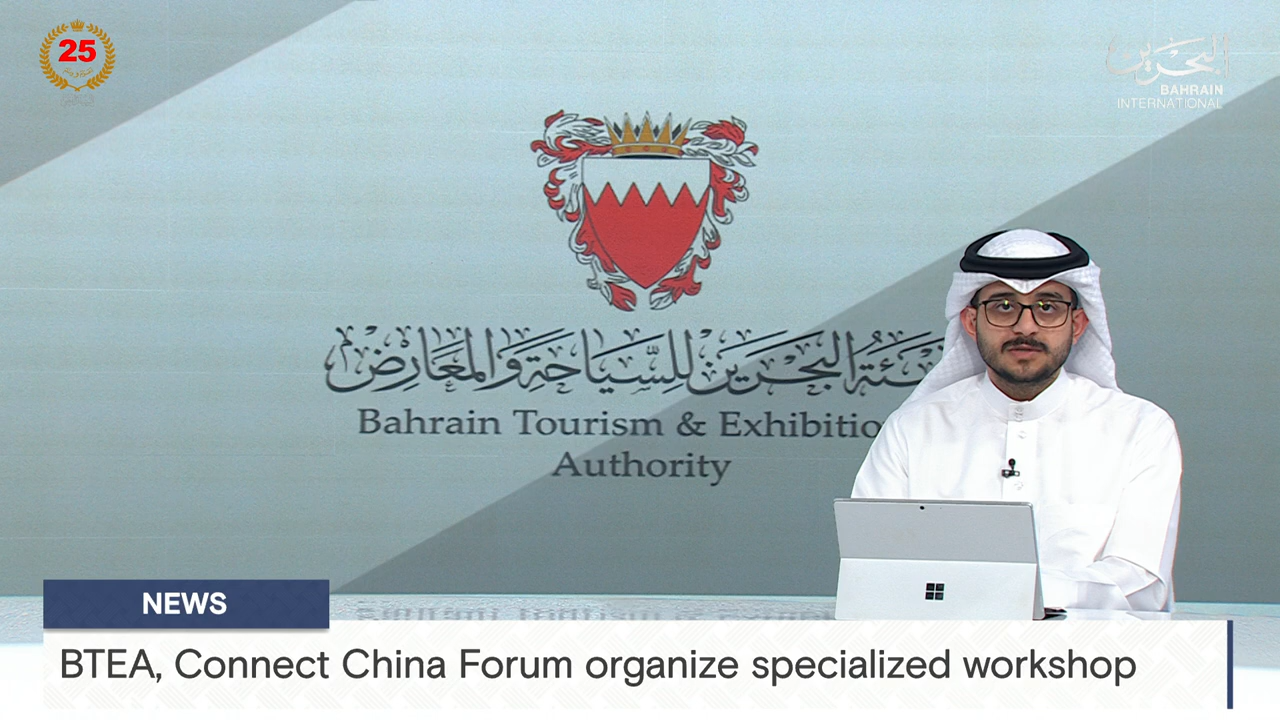 25
البحرين
BAHRAIN
INTERNATIONAL
هيئة البحرين للسياحة والمعارض
Bahrain Tourism & Exhibitio
Authority
NEWS
BTEA, Connect China Forum organize specialized workshop